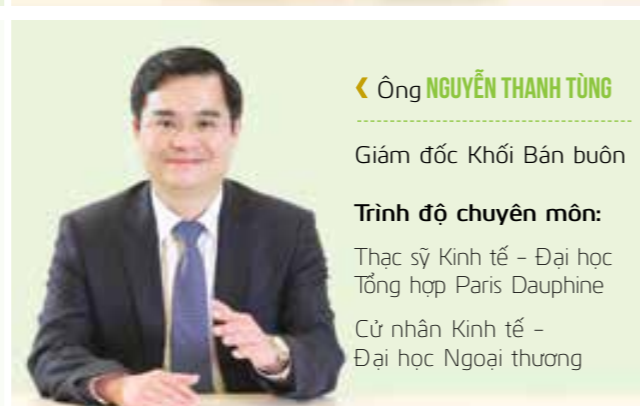 ‹ Ông NGUYỄN THANH TÙNG
Giám đốc Khối Bán buôn
Trình độ chuyên môn:
Thạc sỹ Kinh tế – Đại học
Tổng hợp Paris Dauphine
Cử nhân Kinh tế –
Đại học Ngoại thương